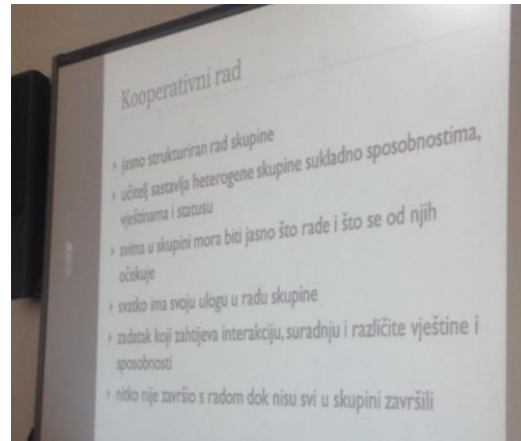 Kooperativni rad
jasno strukturiran rad skupine
učitelj sastavlja heterogene skupine sukladno sposobnostima,
vještinama i statusu
svima u skupini mora biti jasno što rade i što se od njih
očekuje
svatko ima svoju ulogu u radu skupine
zadatak koji zahtijeva interakciju, suradnju i različite vještine i
sposobnosti
nitko nije završio s radom dok nisu svi u skupini završili